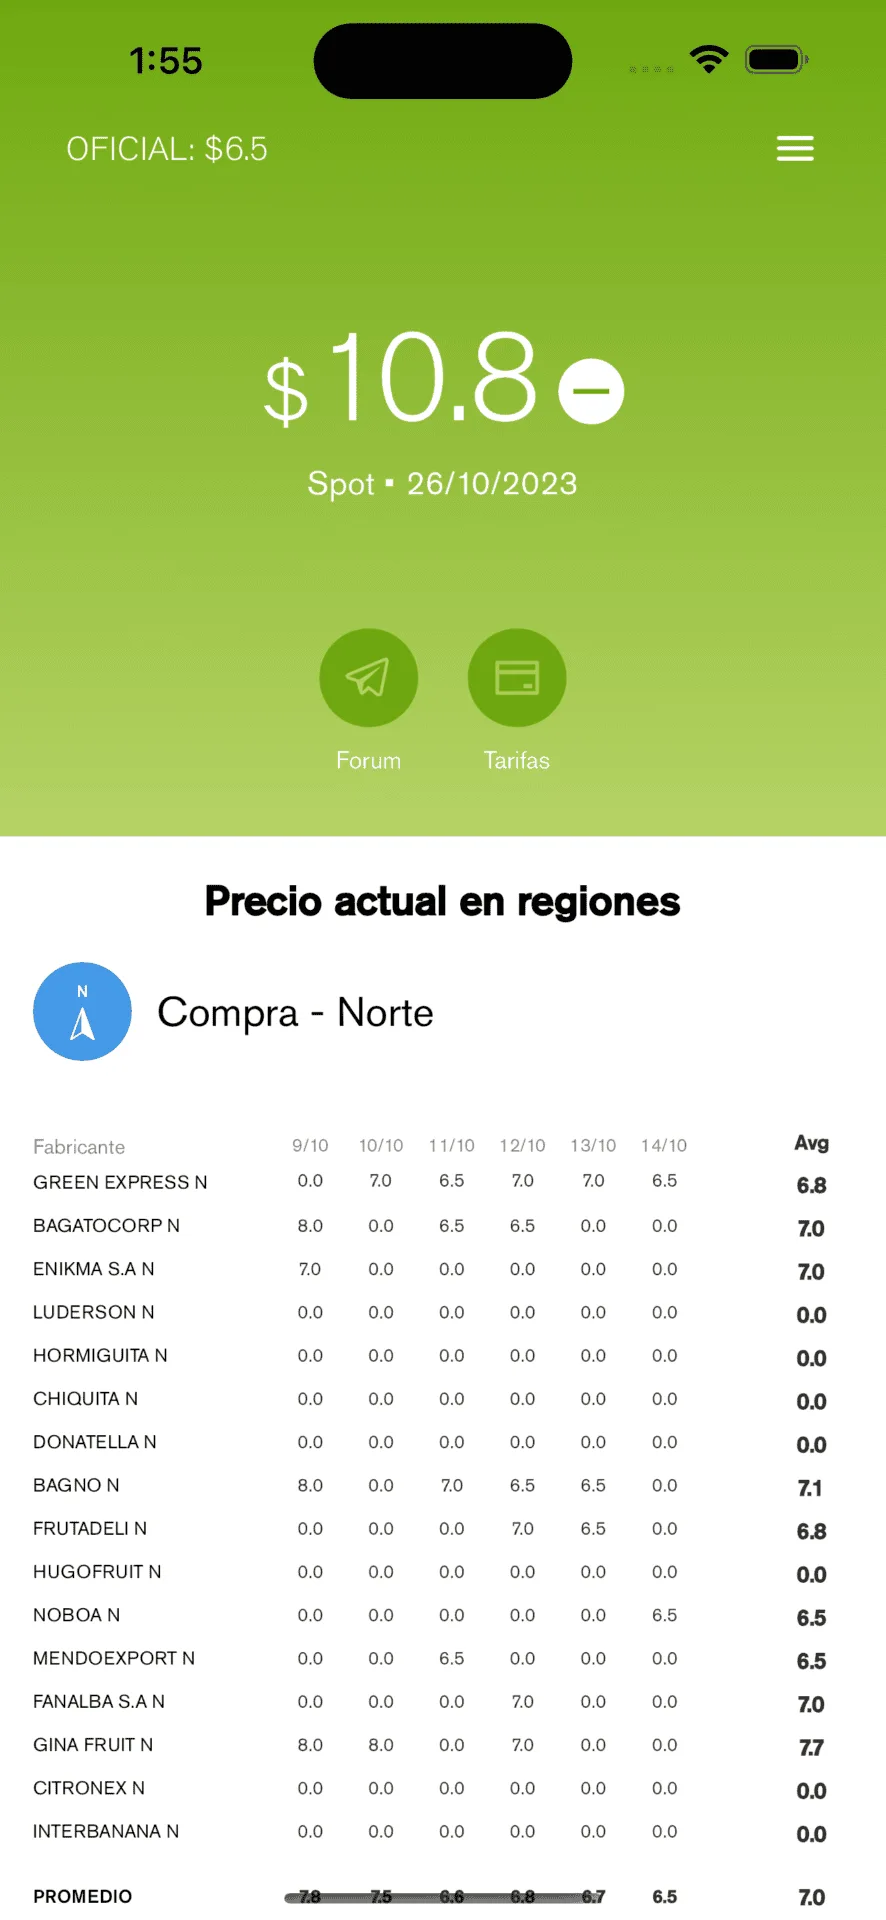 1:55
OFICIAL: $6.5
$10.8
Spot ▪ 26/10/2023
Forum Tarifas
Precio actual en regiones
N
Compra - Norte
Fabricante 9/10 10/10 11/10 12/10 13/10 14/10 Avg
GREEN EXPRESS N 0.0 7.0 6.5 7.0 7.0 6.5 6.8
BAGATOCORP N 8.0 0.0 6.5 6.5 0.0 0.0 7.0
ENIKMA S.A N 7.0 0.0 0.0 0.0 0.0 0.0 7.0
LUDERSON N 0.0 0.0 0.0 0.0 0.0 0.0 0.0
HORMIGUITA N 0.0 0.0 0.0 0.0 0.0 0.0 0.0
CHIQUITA N 0.0 0.0 0.0 0.0 0.0 0.0 0.0
DONATELLA N 0.0 0.0 0.0 0.0 0.0 0.0 0.0
BAGNO N 8.0 0.0 7.0 6.5 6.5 0.0 7.1
FRUTADELI N 0.0 0.0 0.0 7.0 6.5 0.0 6.8
HUGOFRUIT N 0.0 0.0 0.0 0.0 0.0 0.0 0.0
NOBOA N 0.0 0.0 0.0 0.0 0.0 6.5 6.5
MENDOEXPORT N 0.0 0.0 6.5 0.0 0.0 0.0 6.5
FANALBA S.A N 0.0 0.0 0.0 7.0 0.0 0.0 7.0
GINA FRUIT N 8.0 8.0 0.0 7.0 0.0 0.0 7.7
CITRONEX N 0.0 0.0 0.0 0.0 0.0 0.0 0.0
INTERBANANA N 0.0 0.0 0.0 0.0 0.0 0.0 0.0
PROMEDIO 7.8 7.5 6.6 6.8 6.7 6.5 7.0